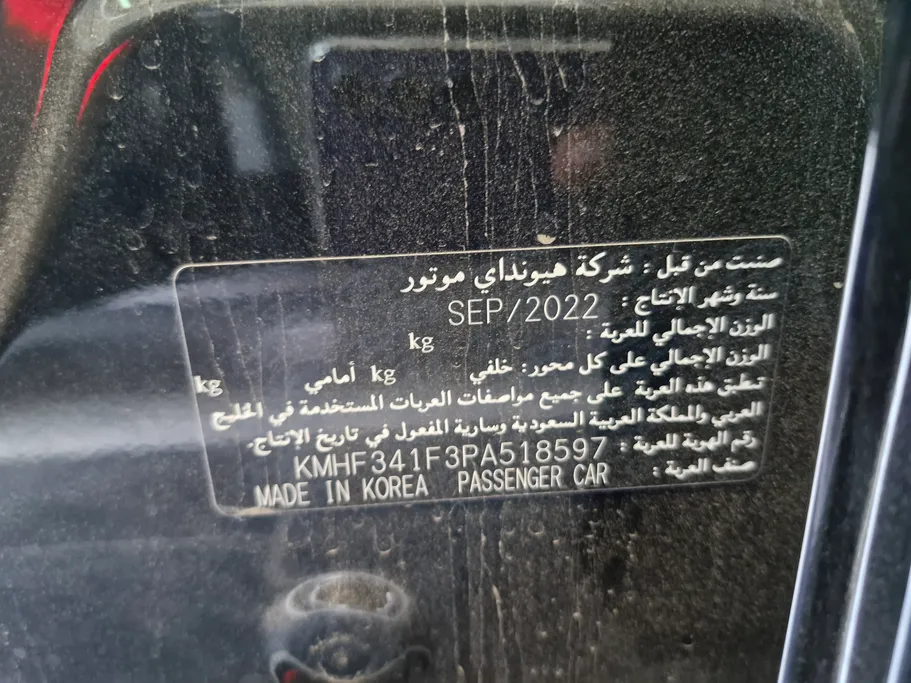 صنعت من قبل : شركة هيونداي موتور
سنة وشهر الإنتاج : SEP/2022
الوزن الإجمالي للعربة : kg
الوزن الإجمالي على كل محور: خلفي kg أمامي kg
تطبق هذه العربة على جميع مواصفات العربات المستخدمة في الخليج
العربي والمملكة العربية السعودية وسارية المفعول في تاريخ الإنتاج.
رقم الهوية للعربة : KMHF341F3PA518597
صنف العربة : PASSENGER CAR MADE IN KOREA